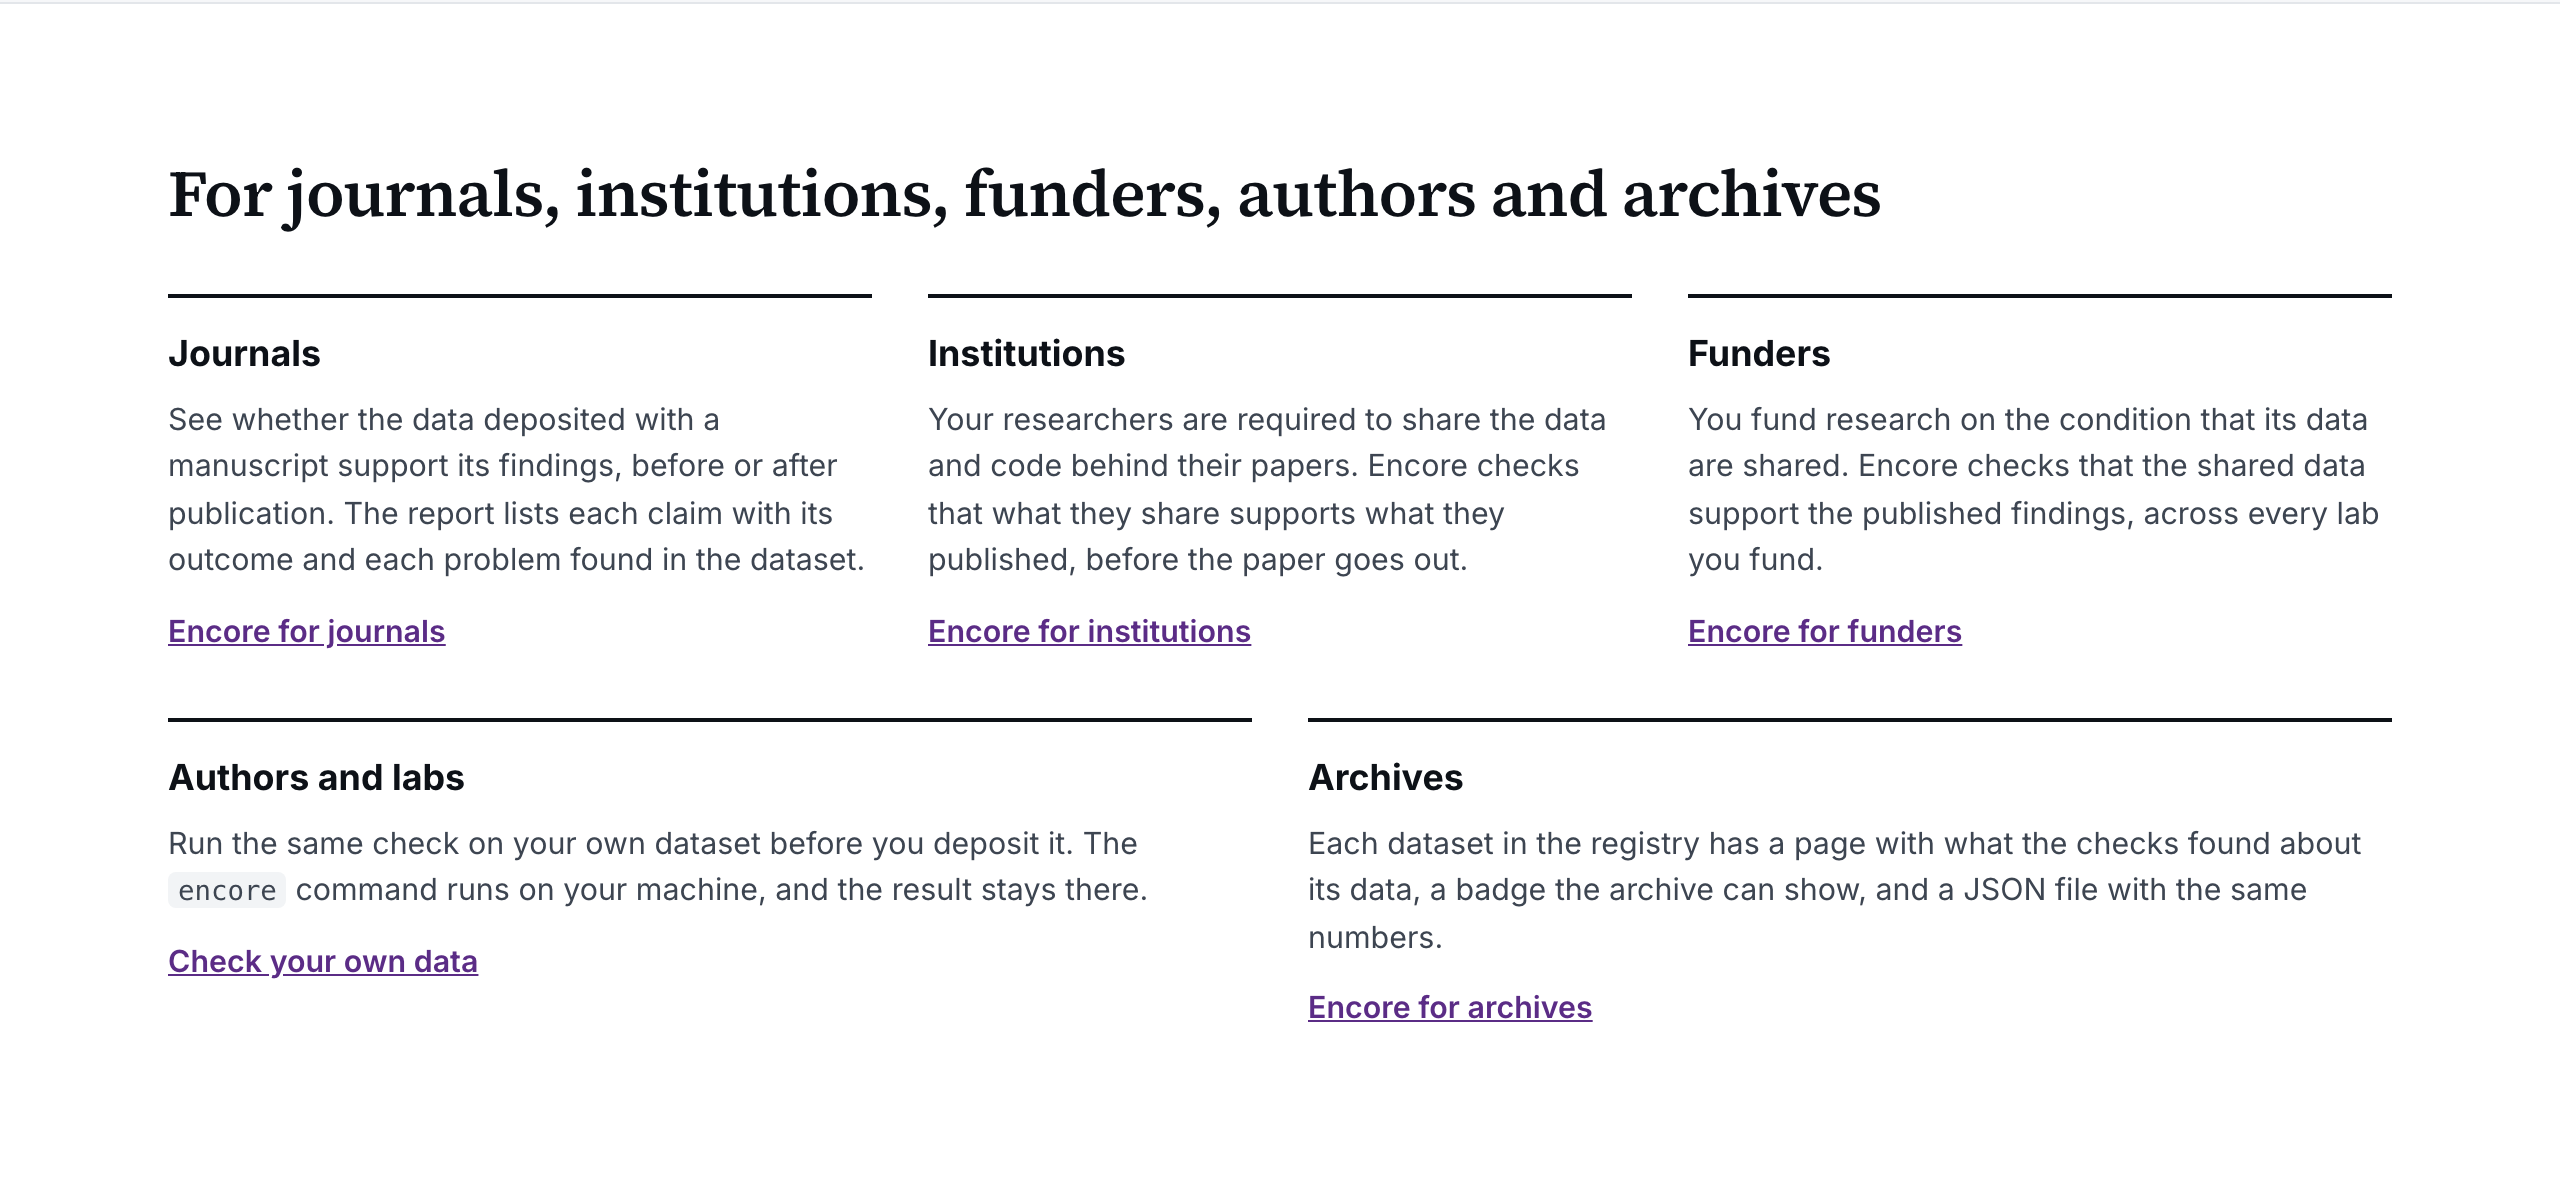 For journals, institutions, funders, authors and archives
Journals
See whether the data deposited with a
manuscript support its findings, before or after
publication. The report lists each claim with its
outcome and each problem found in the dataset.
Encore for journals
Institutions
Your researchers are required to share the data
and code behind their papers. Encore checks
that what they share supports what they
published, before the paper goes out.
Encore for institutions
Funders
You fund research on the condition that its data
are shared. Encore checks that the shared data
support the published findings, across every lab
you fund.
Encore for funders
Authors and labs
Run the same check on your own dataset before you deposit it. The
encore command runs on your machine, and the result stays there.
Check your own data
Archives
Each dataset in the registry has a page with what the checks found about
its data, a badge the archive can show, and a JSON file with the same
numbers.
Encore for archives